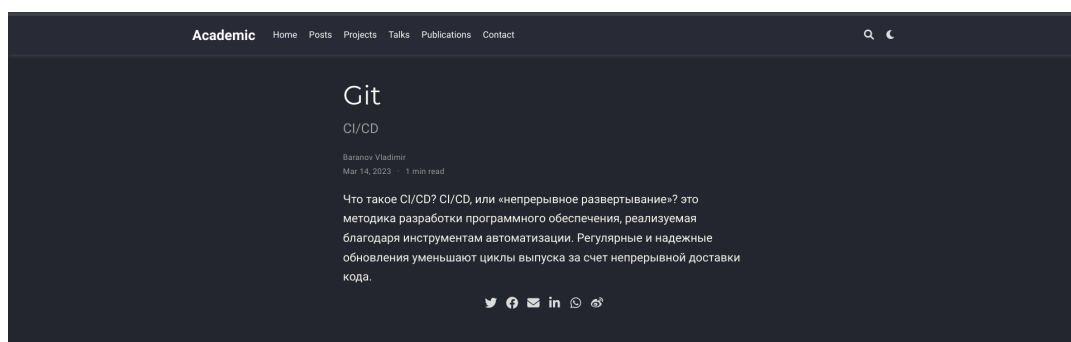 Academic Home Posts Projects Talks Publications Contact
Git
CI/CD
Baranov Vladimir
Mar 14, 2023 · 1 min read
Что такое CI/CD? CI/CD, или «непрерывное развертывание»? это
методика разработки программного обеспечения, реализуемая
благодаря инструментам автоматизации. Регулярные и надежные
обновления уменьшают циклы выпуска за счет непрерывной доставки
кода.